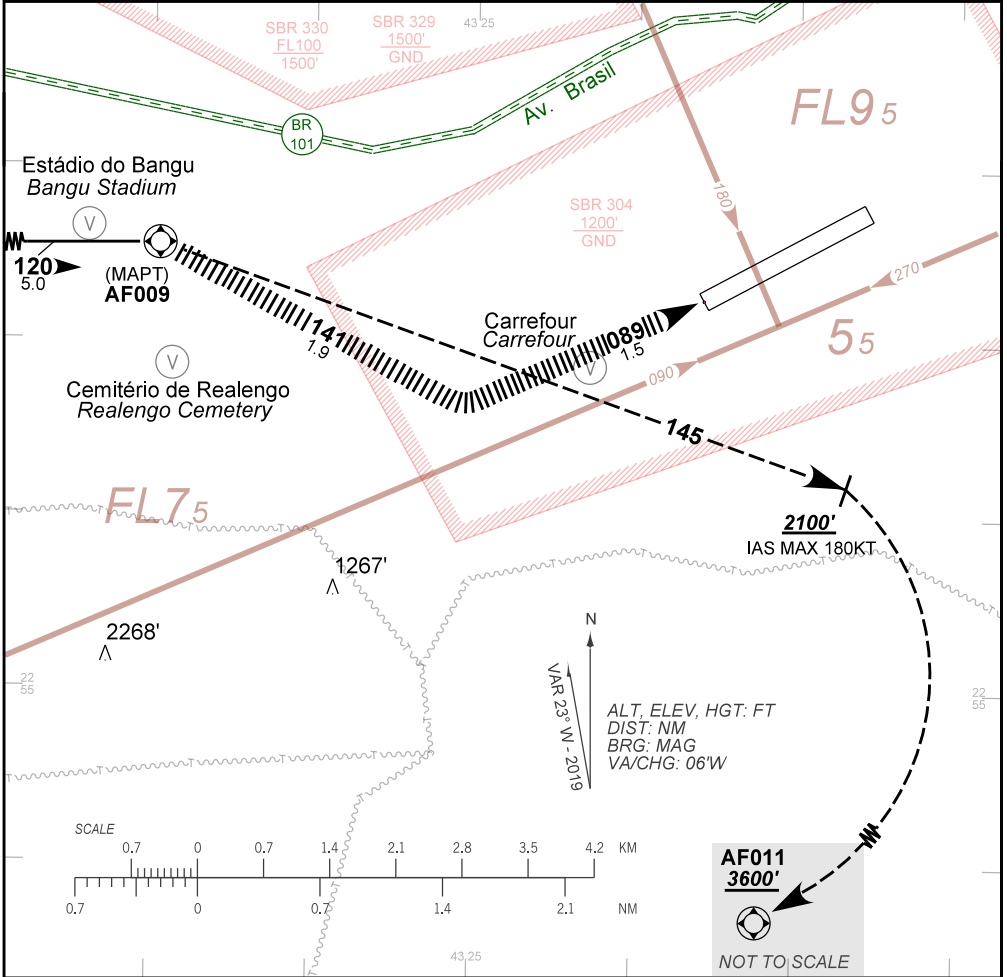 43 25
SBR 330
FL100
1500'
SBR 329
1500'
GND
BR
101
Av. Brasil
FL9 5
Estádio do Bangu
Bangu Stadium
V
180
SBR 304
1200'
GND
120
5.0
(MAPT)
AF009
270
141
1.9
Carrefour
Carrefour
089
1.5
5 5
V
Cemitério de Realengo
Realengo Cemetery
V
090
145
FL7 5
2100'
IAS MAX 180KT
1267'
2268'
N
VAR 23° W - 2019
22
55
22
55
ALT, ELEV, HGT: FT
DIST: NM
BRG: MAG
VA/CHG: 06'W
SCALE
0.7 0 0.7 1.4 2.1 2.8 3.5 4.2 KM
0.7 0 0.7 1.4 2.1 NM
AF011
3600'
NOT TO SCALE
43 25